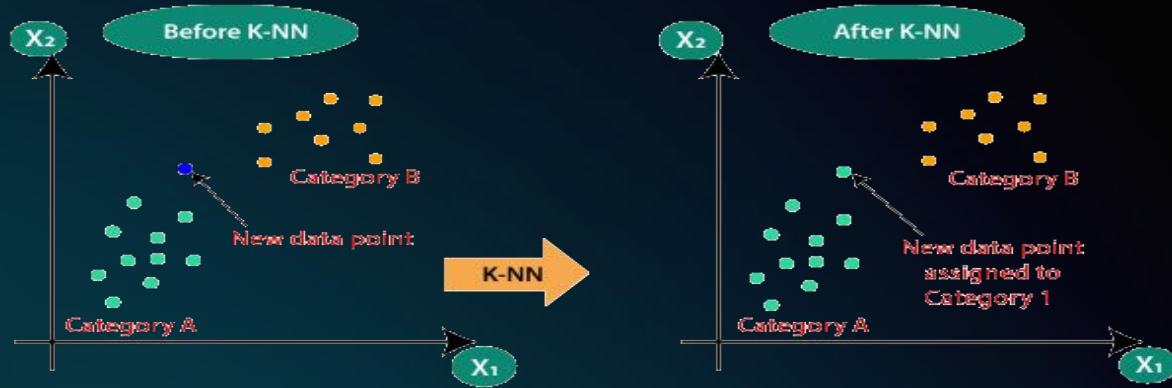 X₂
Before K-NN
Category B
New data point
Category A
X₁
K-NN
X₂
After K-NN
Category B
New data point
assigned to
Category 1
Category A
X₁